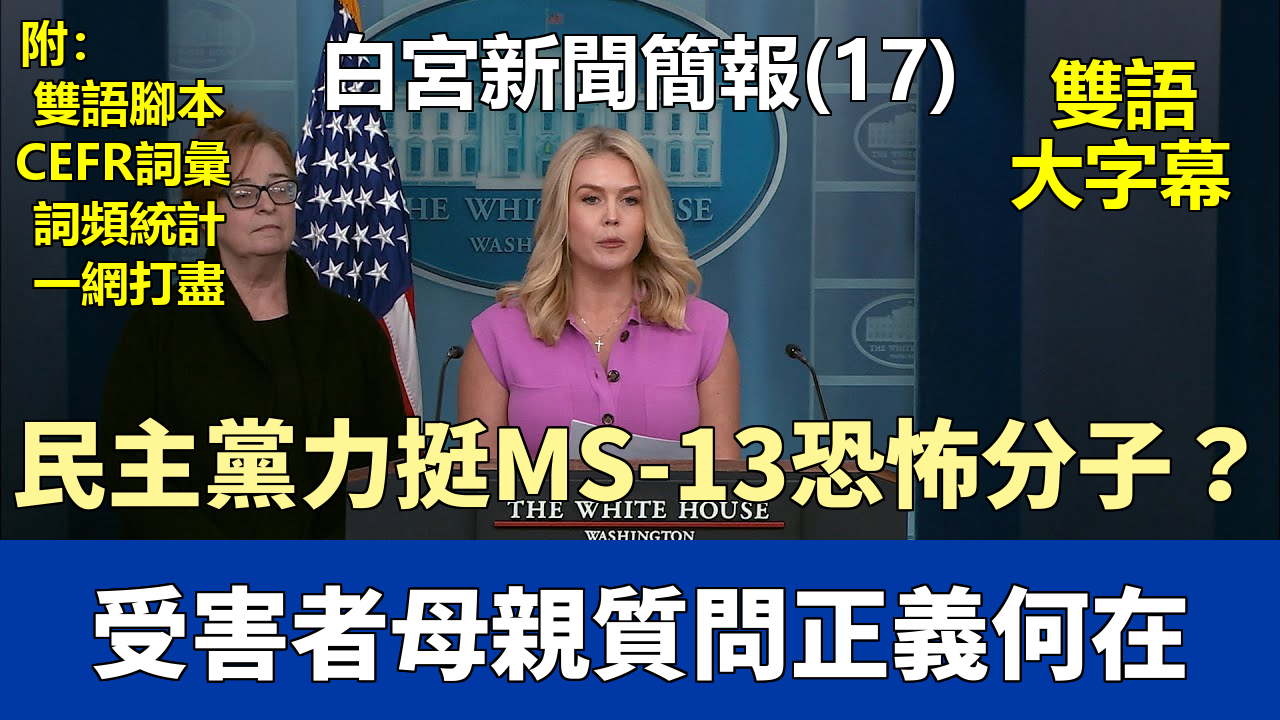 附：
雙語腳本
CEFR詞彙
詞頻統計
一網打盡
白宮新聞簡報(17)
雙語
大字幕
THE WHITE HOUSE
WASHINGTON
THE WHITE
民主黨力挺MS-13恐怖分子？
THE WHITE HOUSE
WASHINGTON
受害者母親質問正義何在